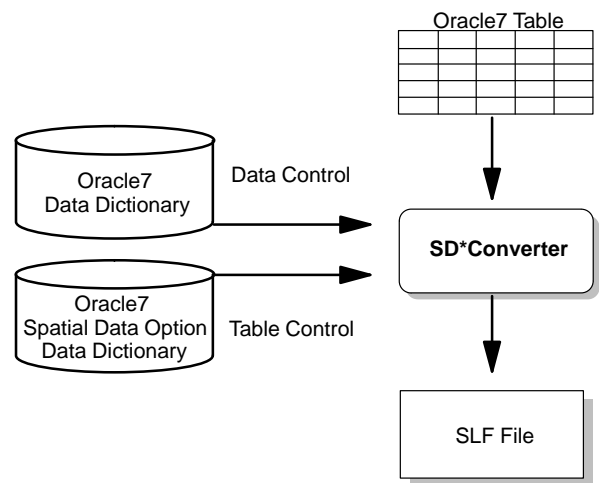 Oracle7 Table
Oracle7
Data Dictionary
Data Control
SD*Converter
Oracle7
Spatial Data Option
Data Dictionary
Table Control
SLF File